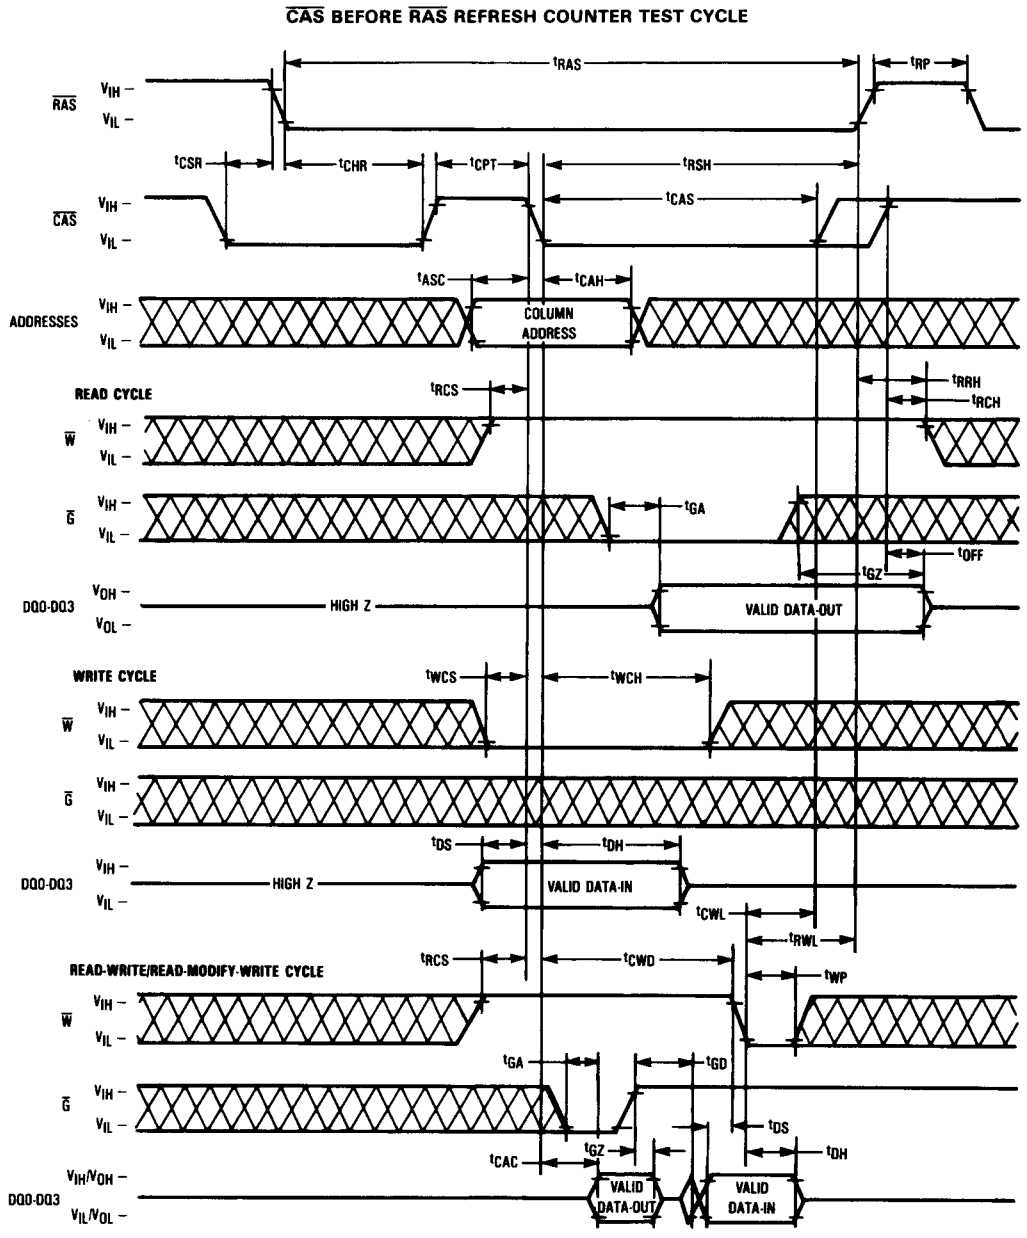 C̅A̅S̅ BEFORE R̅A̅S̅ REFRESH COUNTER TEST CYCLE
tRAS
tRP
R̅A̅S̅
VIH –
VIL –
tCSR
tCHR
tCPT
tRSH
tCAS
C̅A̅S̅
VIH –
VIL –
tASC
tCAH
ADDRESSES
VIH –
VIL –
COLUMN
ADDRESS
READ CYCLE
tRCS
tRRH
tRCH
W̅
VIH –
VIL –
G̅
VIH –
VIL –
tGA
tOFF
tGZ
DQ0-DQ3
VOH –
VOL –
HIGH Z
VALID DATA-OUT
WRITE CYCLE
tWCS
tWCH
W̅
VIH –
VIL –
G̅
VIH –
VIL –
tDS
tDH
DQ0-DQ3
VIH –
VIL –
HIGH Z
VALID DATA-IN
tCWL
tRWL
READ-WRITE/READ-MODIFY-WRITE CYCLE
tRCS
tCWD
tWP
W̅
VIH –
VIL –
tGA
tGD
G̅
VIH –
VIL –
tDS
tGZ
tDH
tCAC
DQ0-DQ3
VIH/VOH –
VIL/VOL –
VALID
DATA-OUT
VALID
DATA-IN